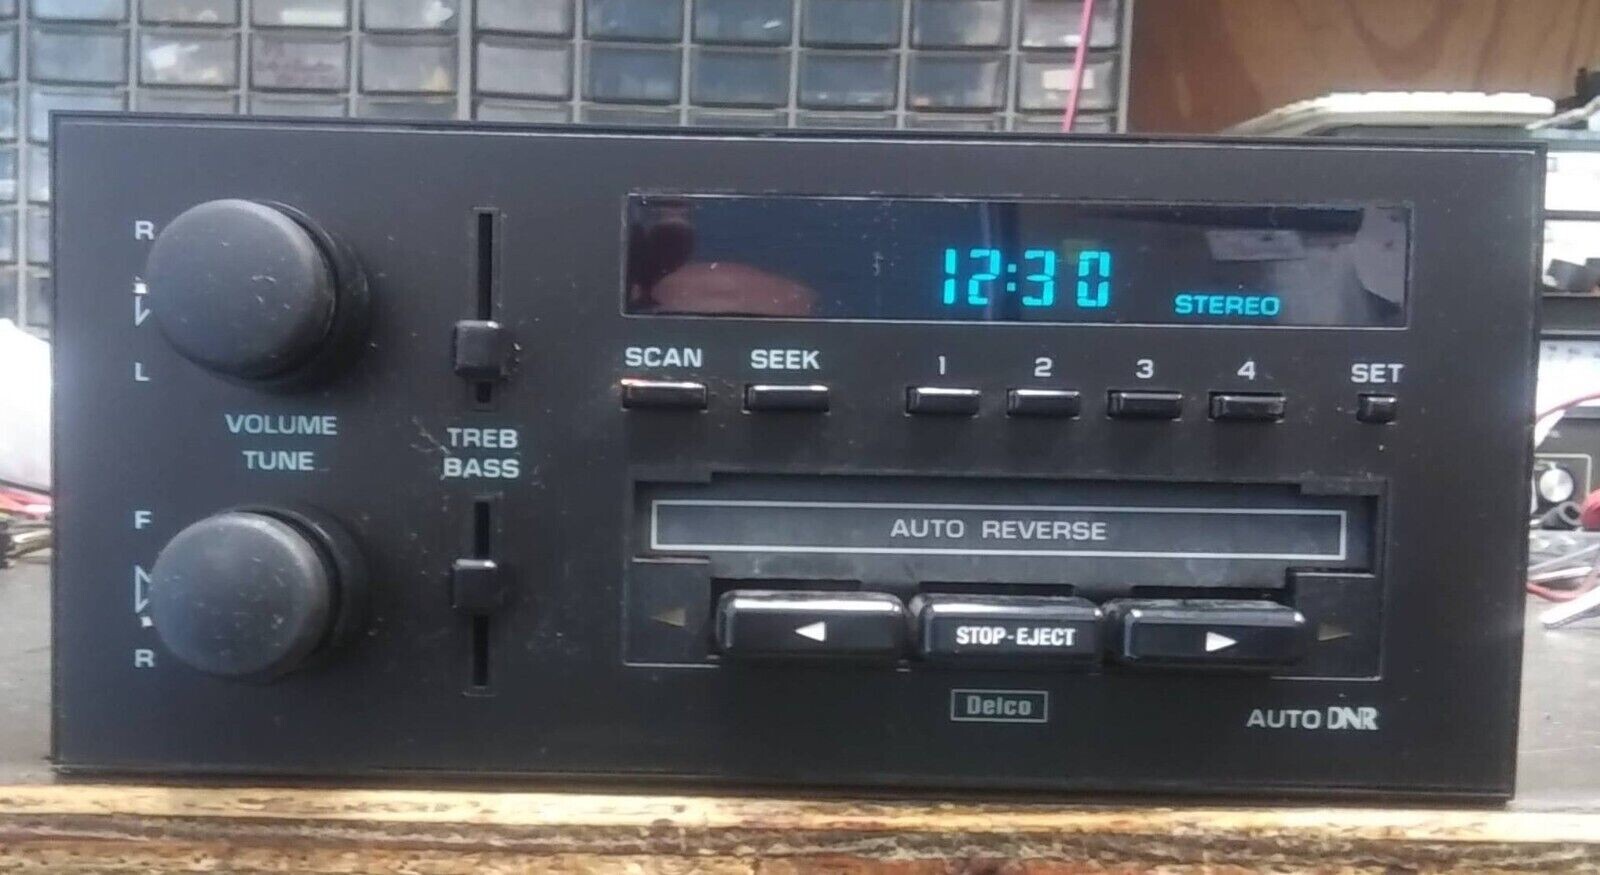 R
L
VOLUME
TUNE
F
R
TREB
BASS
12:30
STEREO
SCAN SEEK 1 2 3 4 SET
AUTO REVERSE
STOP-EJECT
Delco
AUTO DNR